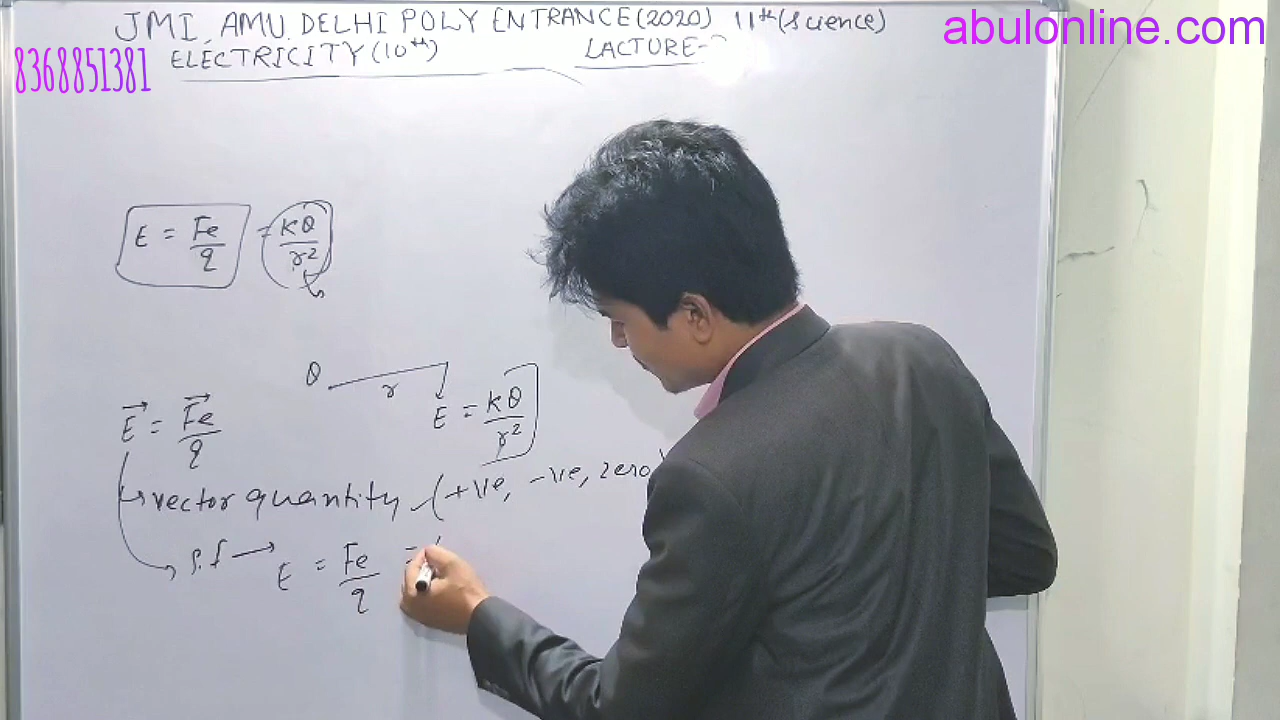 JMI, AMU, DELHI POLY ENTRANCE (2020) 11th (science)
abulonline.com
ELECTRICITY (10th)
LACTURE-
8368851381
E = Fe/q = kQ/r²
Q
r
E = kQ/r²
E⃗ = F⃗e/q
vector quantity (+ve, -ve, zero)
S.I → E = Fe/q =